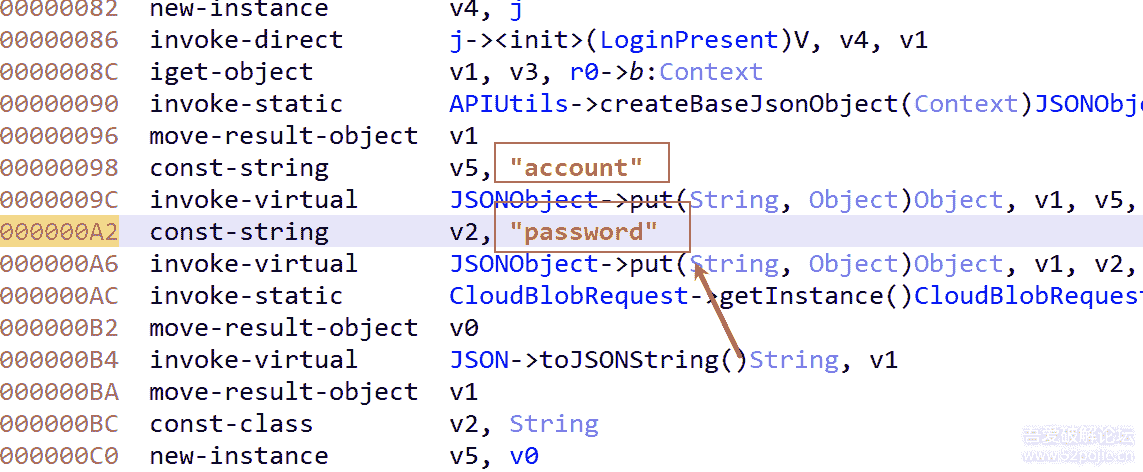 00000082 new-instance v4, j
00000086 invoke-direct j-><init>(LoginPresent)V, v4, v1
0000008C iget-object v1, v3, r0->b:Context
00000090 invoke-static APIUtils->createBaseJsonObject(Context)JSONObj
00000096 move-result-object v1
00000098 const-string v5, "account"
0000009C invoke-virtual JSONObject->put(String, Object)Object, v1, v5,
000000A2 const-string v2, "password"
000000A6 invoke-virtual JSONObject->put(String, Object)Object, v1, v2,
000000AC invoke-static CloudBlobRequest->getInstance()CloudBlobRequest
000000B2 move-result-object v0
000000B4 invoke-virtual JSON->toJSONString()String, v1
000000BA move-result-object v1
000000BC const-class v2, String
000000C0 new-instance v5, v0
吾爱破解论坛
www.52pojie.cn